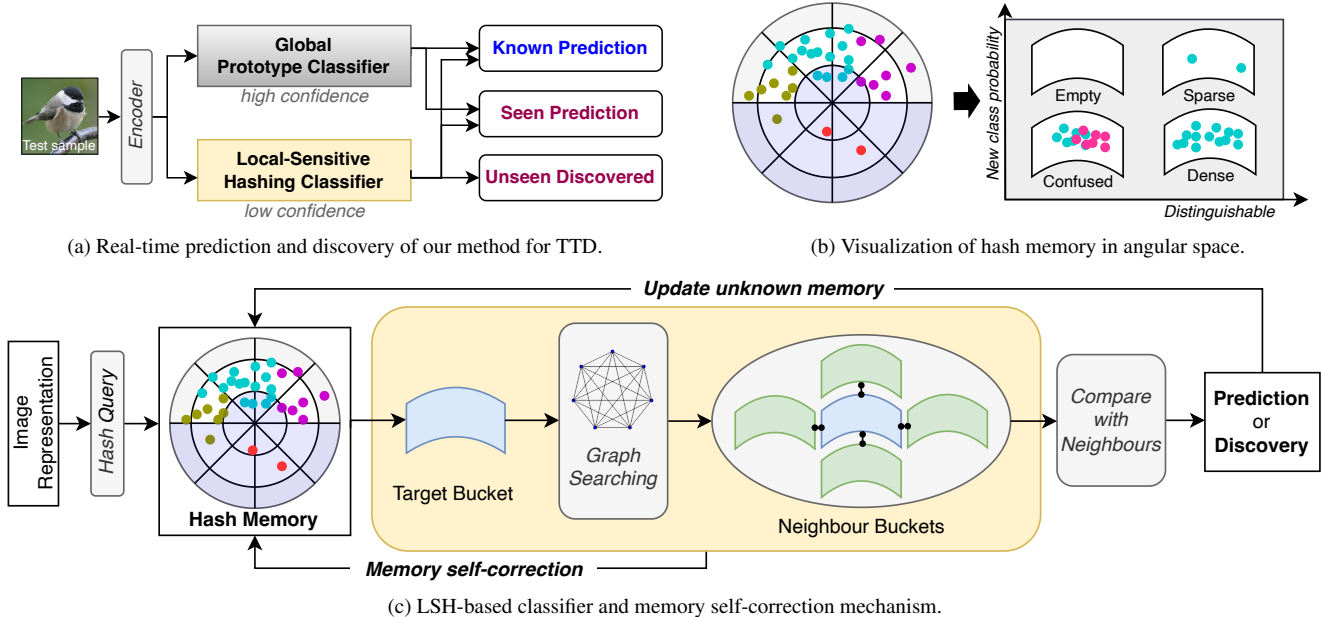 Test sample
Encoder
Global
Prototype Classifier
high confidence
Local-Sensitive
Hashing Classifier
low confidence
Known Prediction
Seen Prediction
Unseen Discovered
(a) Real-time prediction and discovery of our method for TTD.
New class probability
Empty
Sparse
Confused
Dense
Distinguishable
(b) Visualization of hash memory in angular space.
Update unknown memory
Image
Representation
Hash Query
Hash Memory
Target Bucket
Graph
Searching
Neighbour Buckets
Compare
with
Neighbours
Prediction
or
Discovery
Memory self-correction
(c) LSH-based classifier and memory self-correction mechanism.